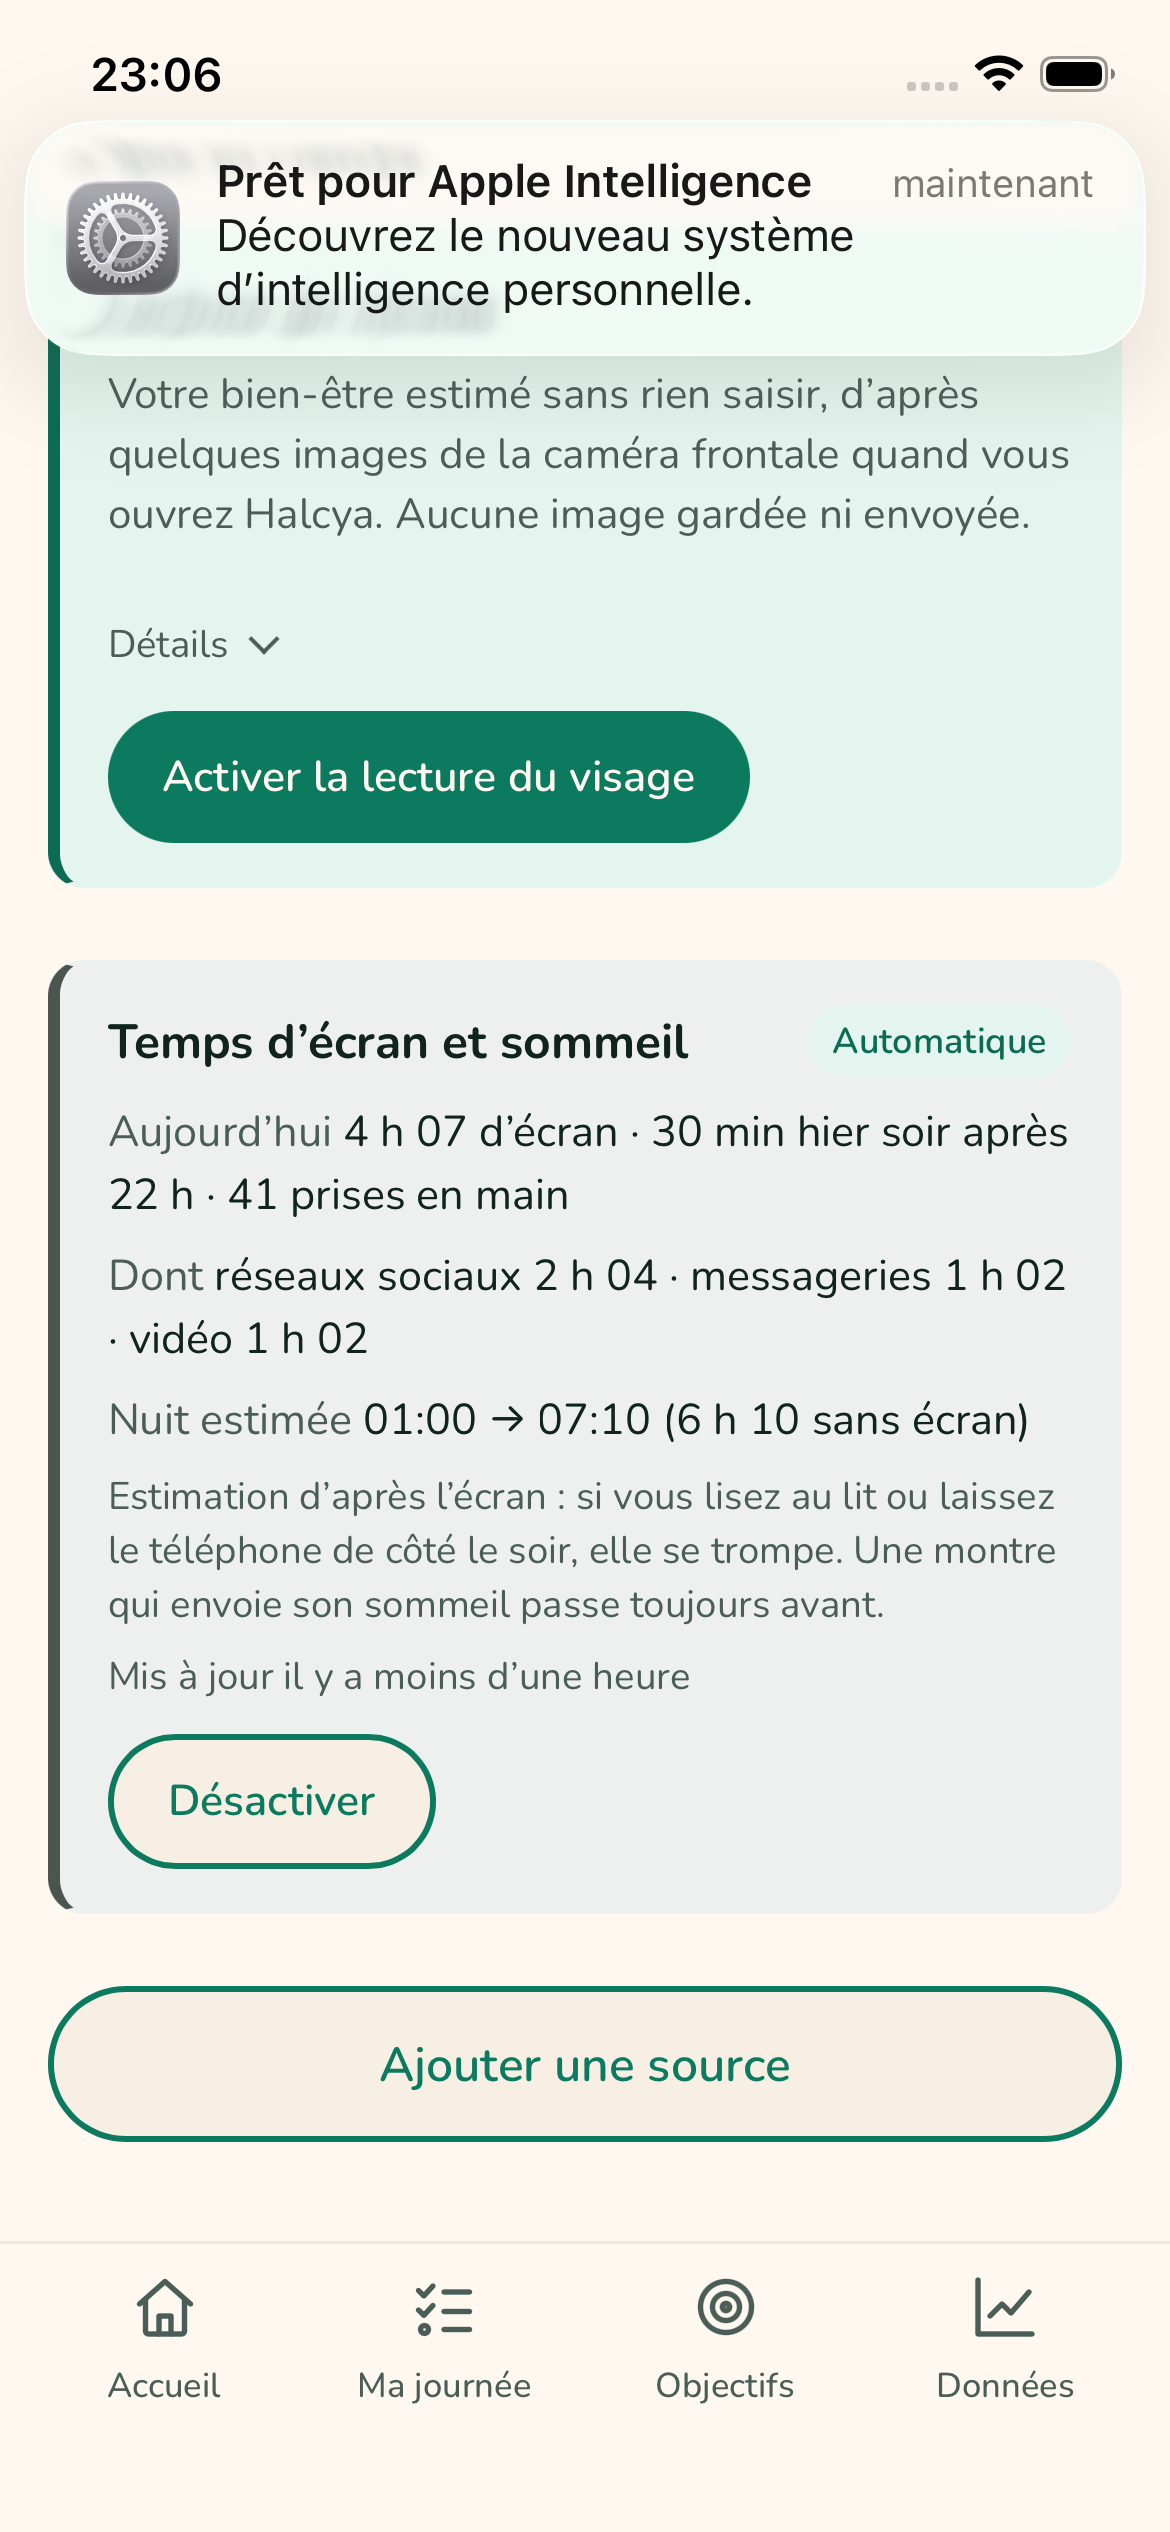 23:06
Prêt pour Apple Intelligence
maintenant
Découvrez le nouveau système
d’intelligence personnelle.
Votre bien-être estimé sans rien saisir, d’après
quelques images de la caméra frontale quand vous
ouvrez Halcya. Aucune image gardée ni envoyée.
Détails
Activer la lecture du visage
Temps d’écran et sommeil
Automatique
Aujourd’hui 4 h 07 d’écran · 30 min hier soir après
22 h · 41 prises en main
Dont réseaux sociaux 2 h 04 · messageries 1 h 02
· vidéo 1 h 02
Nuit estimée 01:00 → 07:10 (6 h 10 sans écran)
Estimation d’après l’écran : si vous lisez au lit ou laissez
le téléphone de côté le soir, elle se trompe. Une montre
qui envoie son sommeil passe toujours avant.
Mis à jour il y a moins d’une heure
Désactiver
Ajouter une source
Accueil
Ma journée
Objectifs
Données